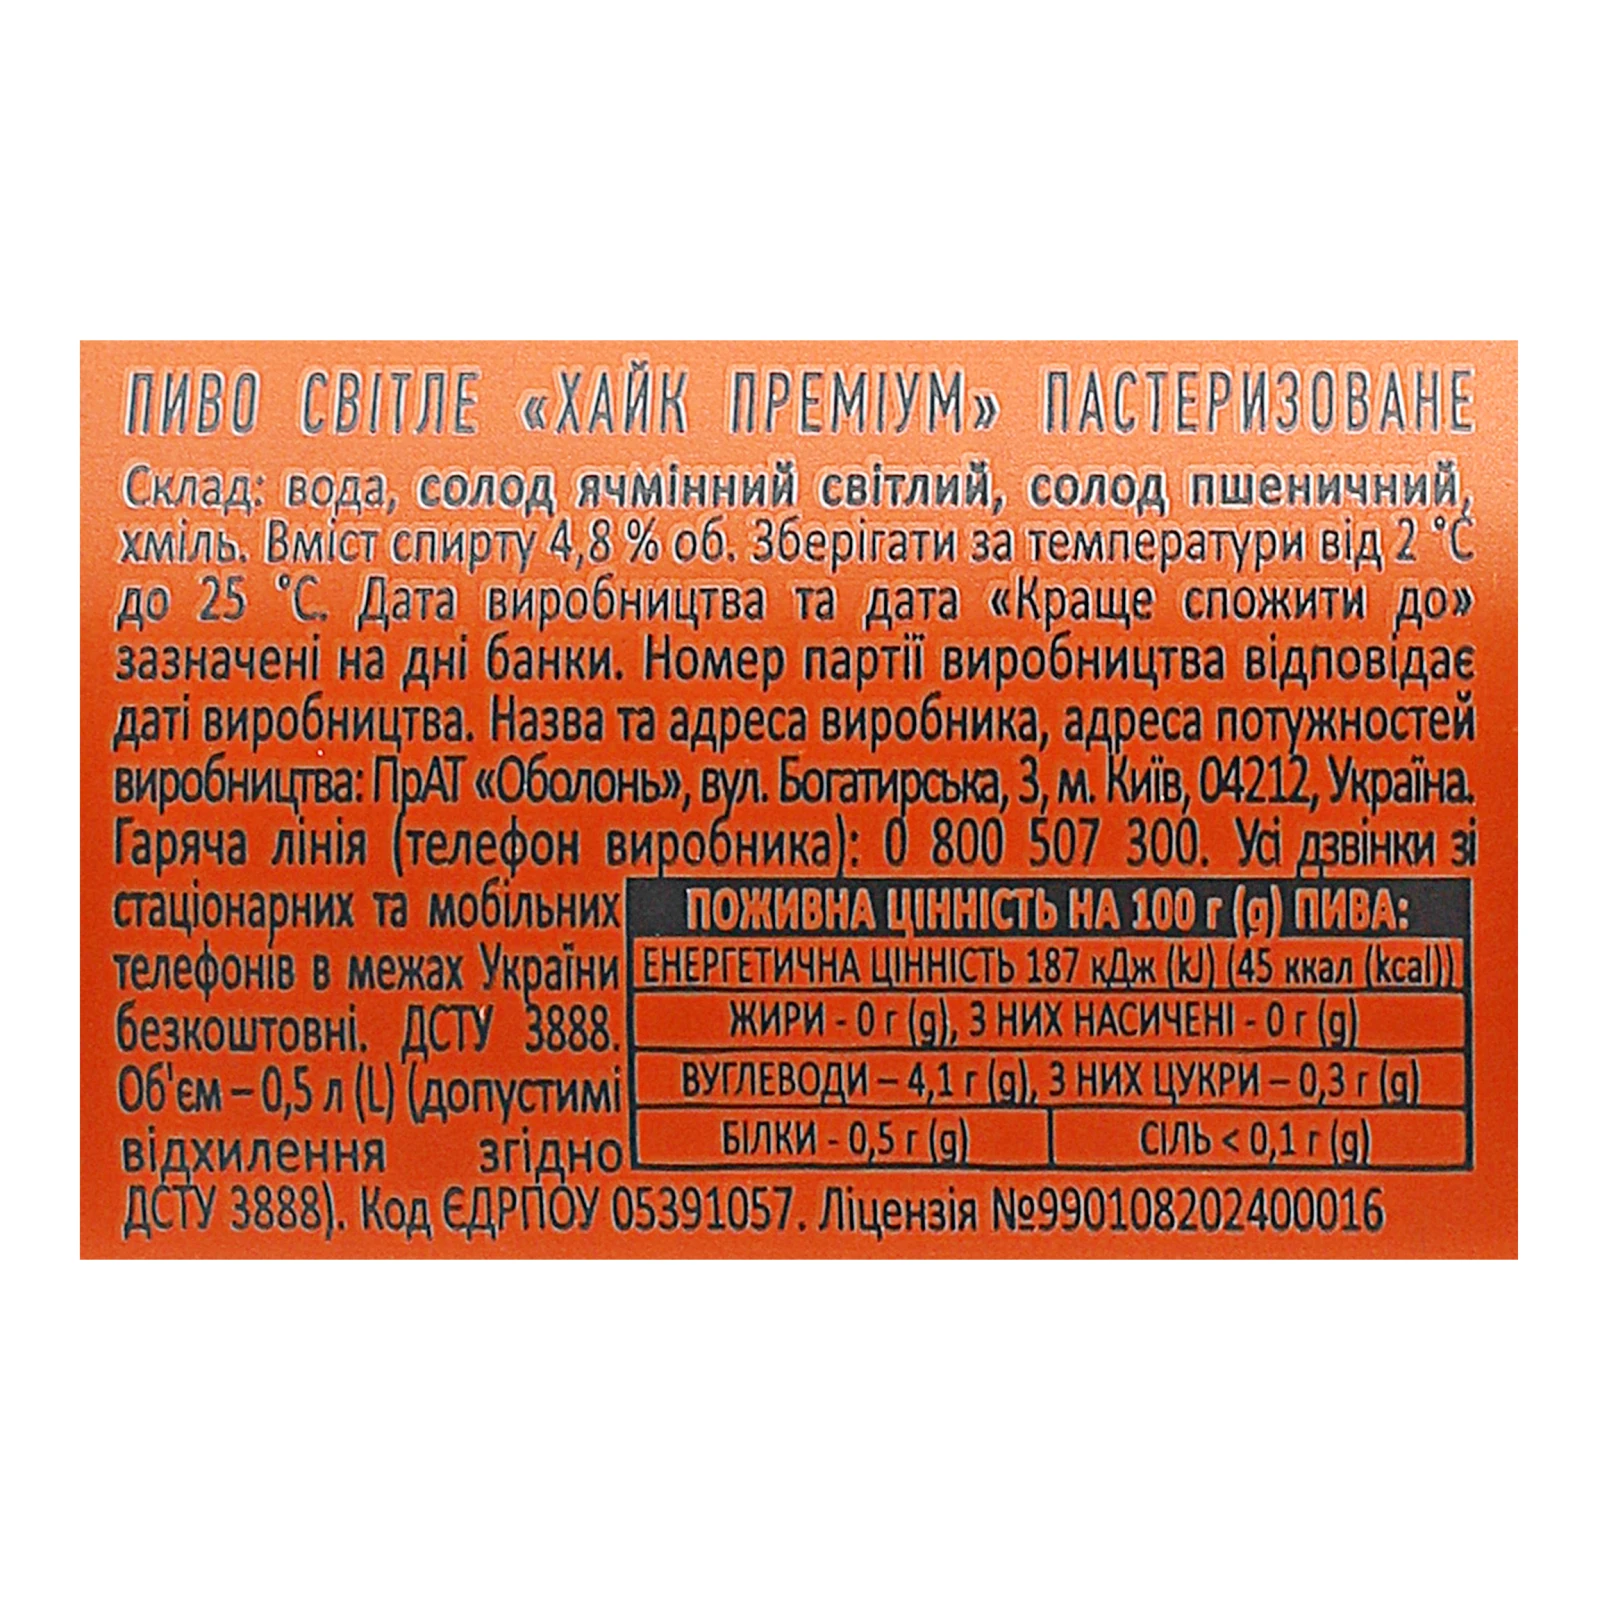 ПИВО СВІТЛЕ «ХАЙК ПРЕМІУМ» ПАСТЕРИЗОВАНЕ
Склад: вода, солод ячмінний світлий, солод пшеничний,
хміль. Вміст спирту 4,8 % об. Зберігати за температури від 2 °С
до 25 °С. Дата виробництва та дата «Краще спожити до»
зазначені на дні банки. Номер партії виробництва відповідає
даті виробництва. Назва та адреса виробника, адреса потужностей
виробництва: ПрАТ «Оболонь», вул. Богатирська, 3, м. Київ, 04212, Україна.
Гаряча лінія (телефон виробника): 0 800 507 300. Усі дзвінки зі
стаціонарних та мобільних
телефонів в межах України
безкоштовні. ДСТУ 3888.
Об'єм – 0,5 л (L) (допустимі
відхилення згідно
ДСТУ 3888). Код ЄДРПОУ 05391057. Ліцензія №990108202400016
ПОЖИВНА ЦІННІСТЬ НА 100 г (g) ПИВА:
ЕНЕРГЕТИЧНА ЦІННІСТЬ 187 кДж (kJ) (45 ккал (kcal))
ЖИРИ - 0 г (g), З НИХ НАСИЧЕНІ - 0 г (g)
ВУГЛЕВОДИ – 4,1 г (g), З НИХ ЦУКРИ – 0,3 г (g)
БІЛКИ - 0,5 г (g) СІЛЬ < 0,1 г (g)